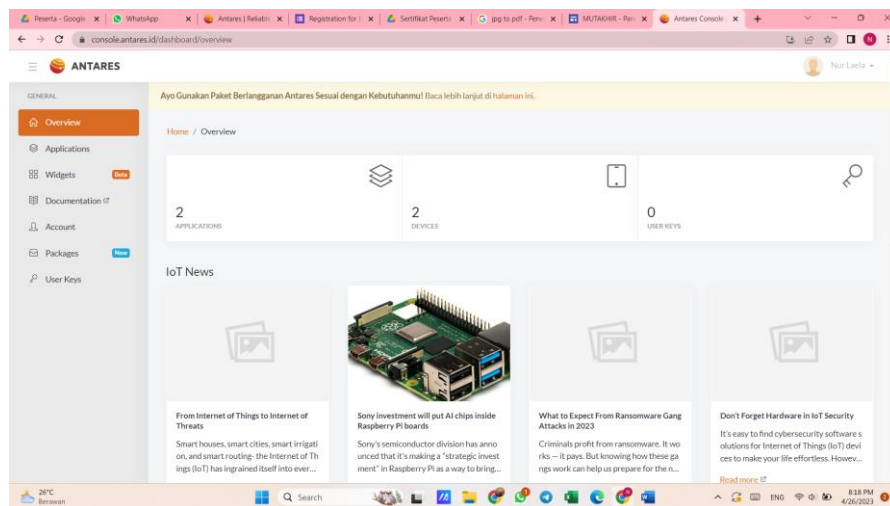 Peserta - Google
WhatsApp
Antares | Reliable
Registration for
Sertifikat Peserta
jpg to pdf - Pene
MUTAKHIR - Pan
Antares Console
console.antares.id/dashboard/overview
ANTARES
Nur Laela
GENERAL
Ayo Gunakan Paket Berlangganan Antares Sesuai dengan Kebutuhanmu! Baca lebih lanjut di halaman ini.
Overview
Home / Overview
Applications
Widgets Beta
Documentation
Account
Packages New
User Keys
2
APPLICATIONS
2
DEVICES
0
USER KEYS
IoT News
From Internet of Things to Internet of
Threats
Smart houses, smart cities, smart irrigati
on, and smart routing- the Internet of Th
ings (IoT) has ingrained itself into ever...
Sony investment will put AI chips inside
Raspberry Pi boards
Sony's semiconductor division has anno
unced that it's making a "strategic invest
ment" in Raspberry Pi as a way to bring...
What to Expect From Ransomware Gang
Attacks in 2023
Criminals profit from ransomware. It wo
rks — it pays. But knowing how these ga
ngs work can help us prepare for the n...
Don't Forget Hardware in IoT Security
It's easy to find cybersecurity software s
olutions for Internet of Things (IoT) devi
ces to make your life effortless. Howev...
Read more
26°C
Berawan
Search
ENG
8:18 PM
4/26/2023